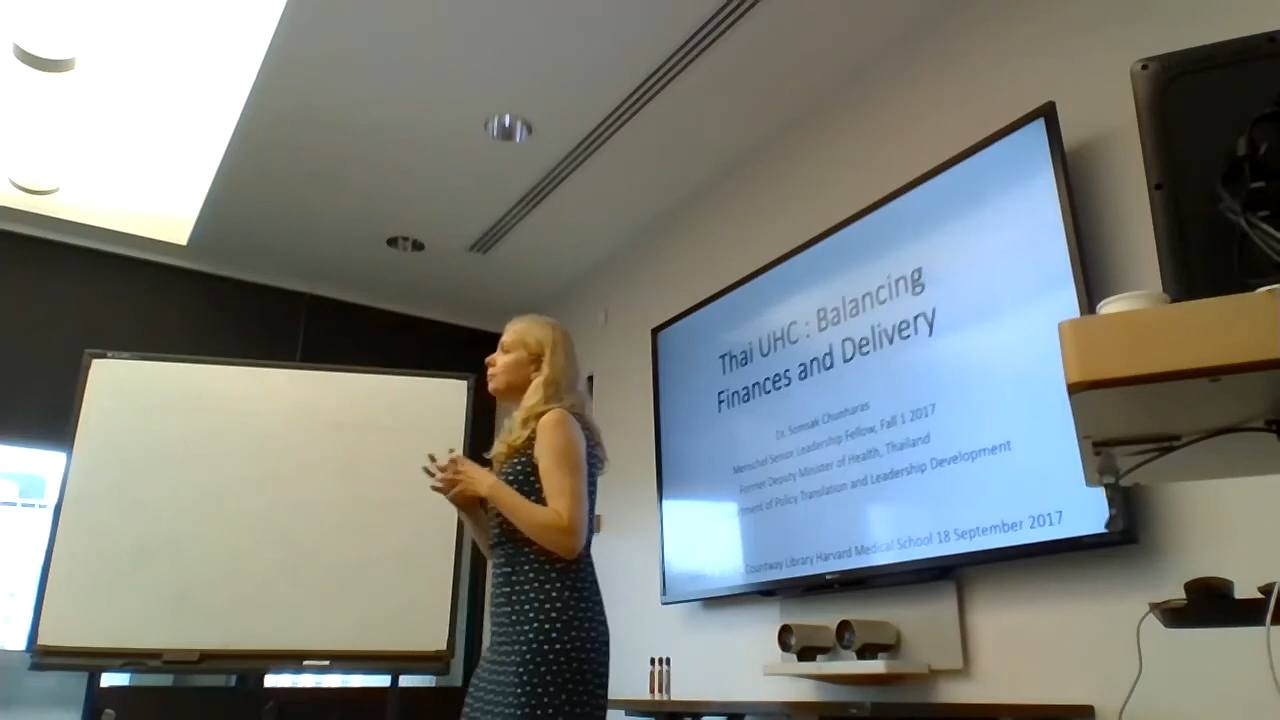 Thai UHC : Balancing
Finances and Delivery
Dr. Somsak Chunharas
Menschel Senior Leadership Fellow, Fall 1 2017
Former Deputy Minister of Health, Thailand
of Policy Translation and Leadership Development
Countway Library Harvard Medical School 18 September 2017